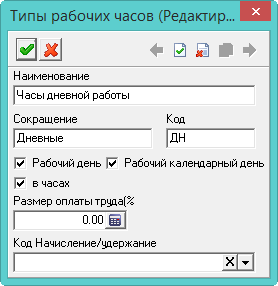 Типы рабочих часов (Редактир...
Наименование
Часы дневной работы
Сокращение Код
Дневные ДН
Рабочий день Рабочий календарный день
в часах
Размер оплаты труда(%
0.00
Код Начисление/удержание